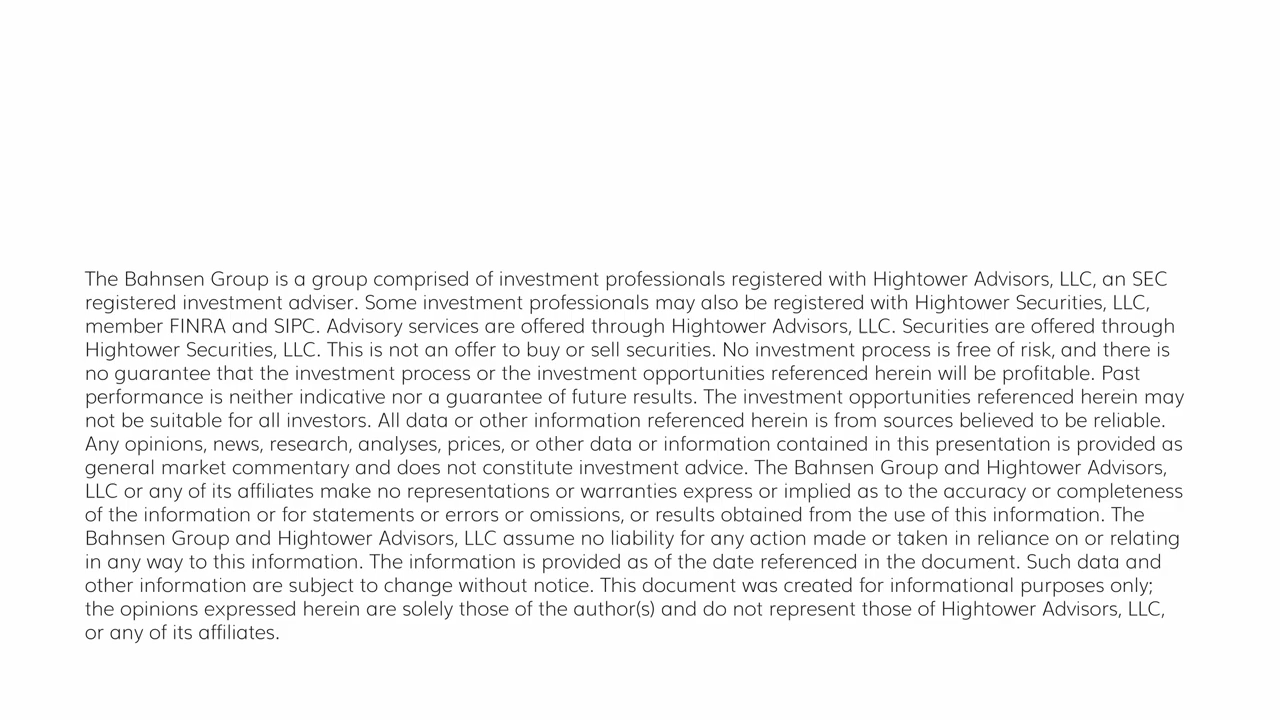 The Bahnsen Group is a group comprised of investment professionals registered with Hightower Advisors, LLC, an SEC
registered investment adviser. Some investment professionals may also be registered with Hightower Securities, LLC,
member FINRA and SIPC. Advisory services are offered through Hightower Advisors, LLC. Securities are offered through
Hightower Securities, LLC. This is not an offer to buy or sell securities. No investment process is free of risk, and there is
no guarantee that the investment process or the investment opportunities referenced herein will be profitable. Past
performance is neither indicative nor a guarantee of future results. The investment opportunities referenced herein may
not be suitable for all investors. All data or other information referenced herein is from sources believed to be reliable.
Any opinions, news, research, analyses, prices, or other data or information contained in this presentation is provided as
general market commentary and does not constitute investment advice. The Bahnsen Group and Hightower Advisors,
LLC or any of its affiliates make no representations or warranties express or implied as to the accuracy or completeness
of the information or for statements or errors or omissions, or results obtained from the use of this information. The
Bahnsen Group and Hightower Advisors, LLC assume no liability for any action made or taken in reliance on or relating
in any way to this information. The information is provided as of the date referenced in the document. Such data and
other information are subject to change without notice. This document was created for informational purposes only;
the opinions expressed herein are solely those of the author(s) and do not represent those of Hightower Advisors, LLC,
or any of its affiliates.